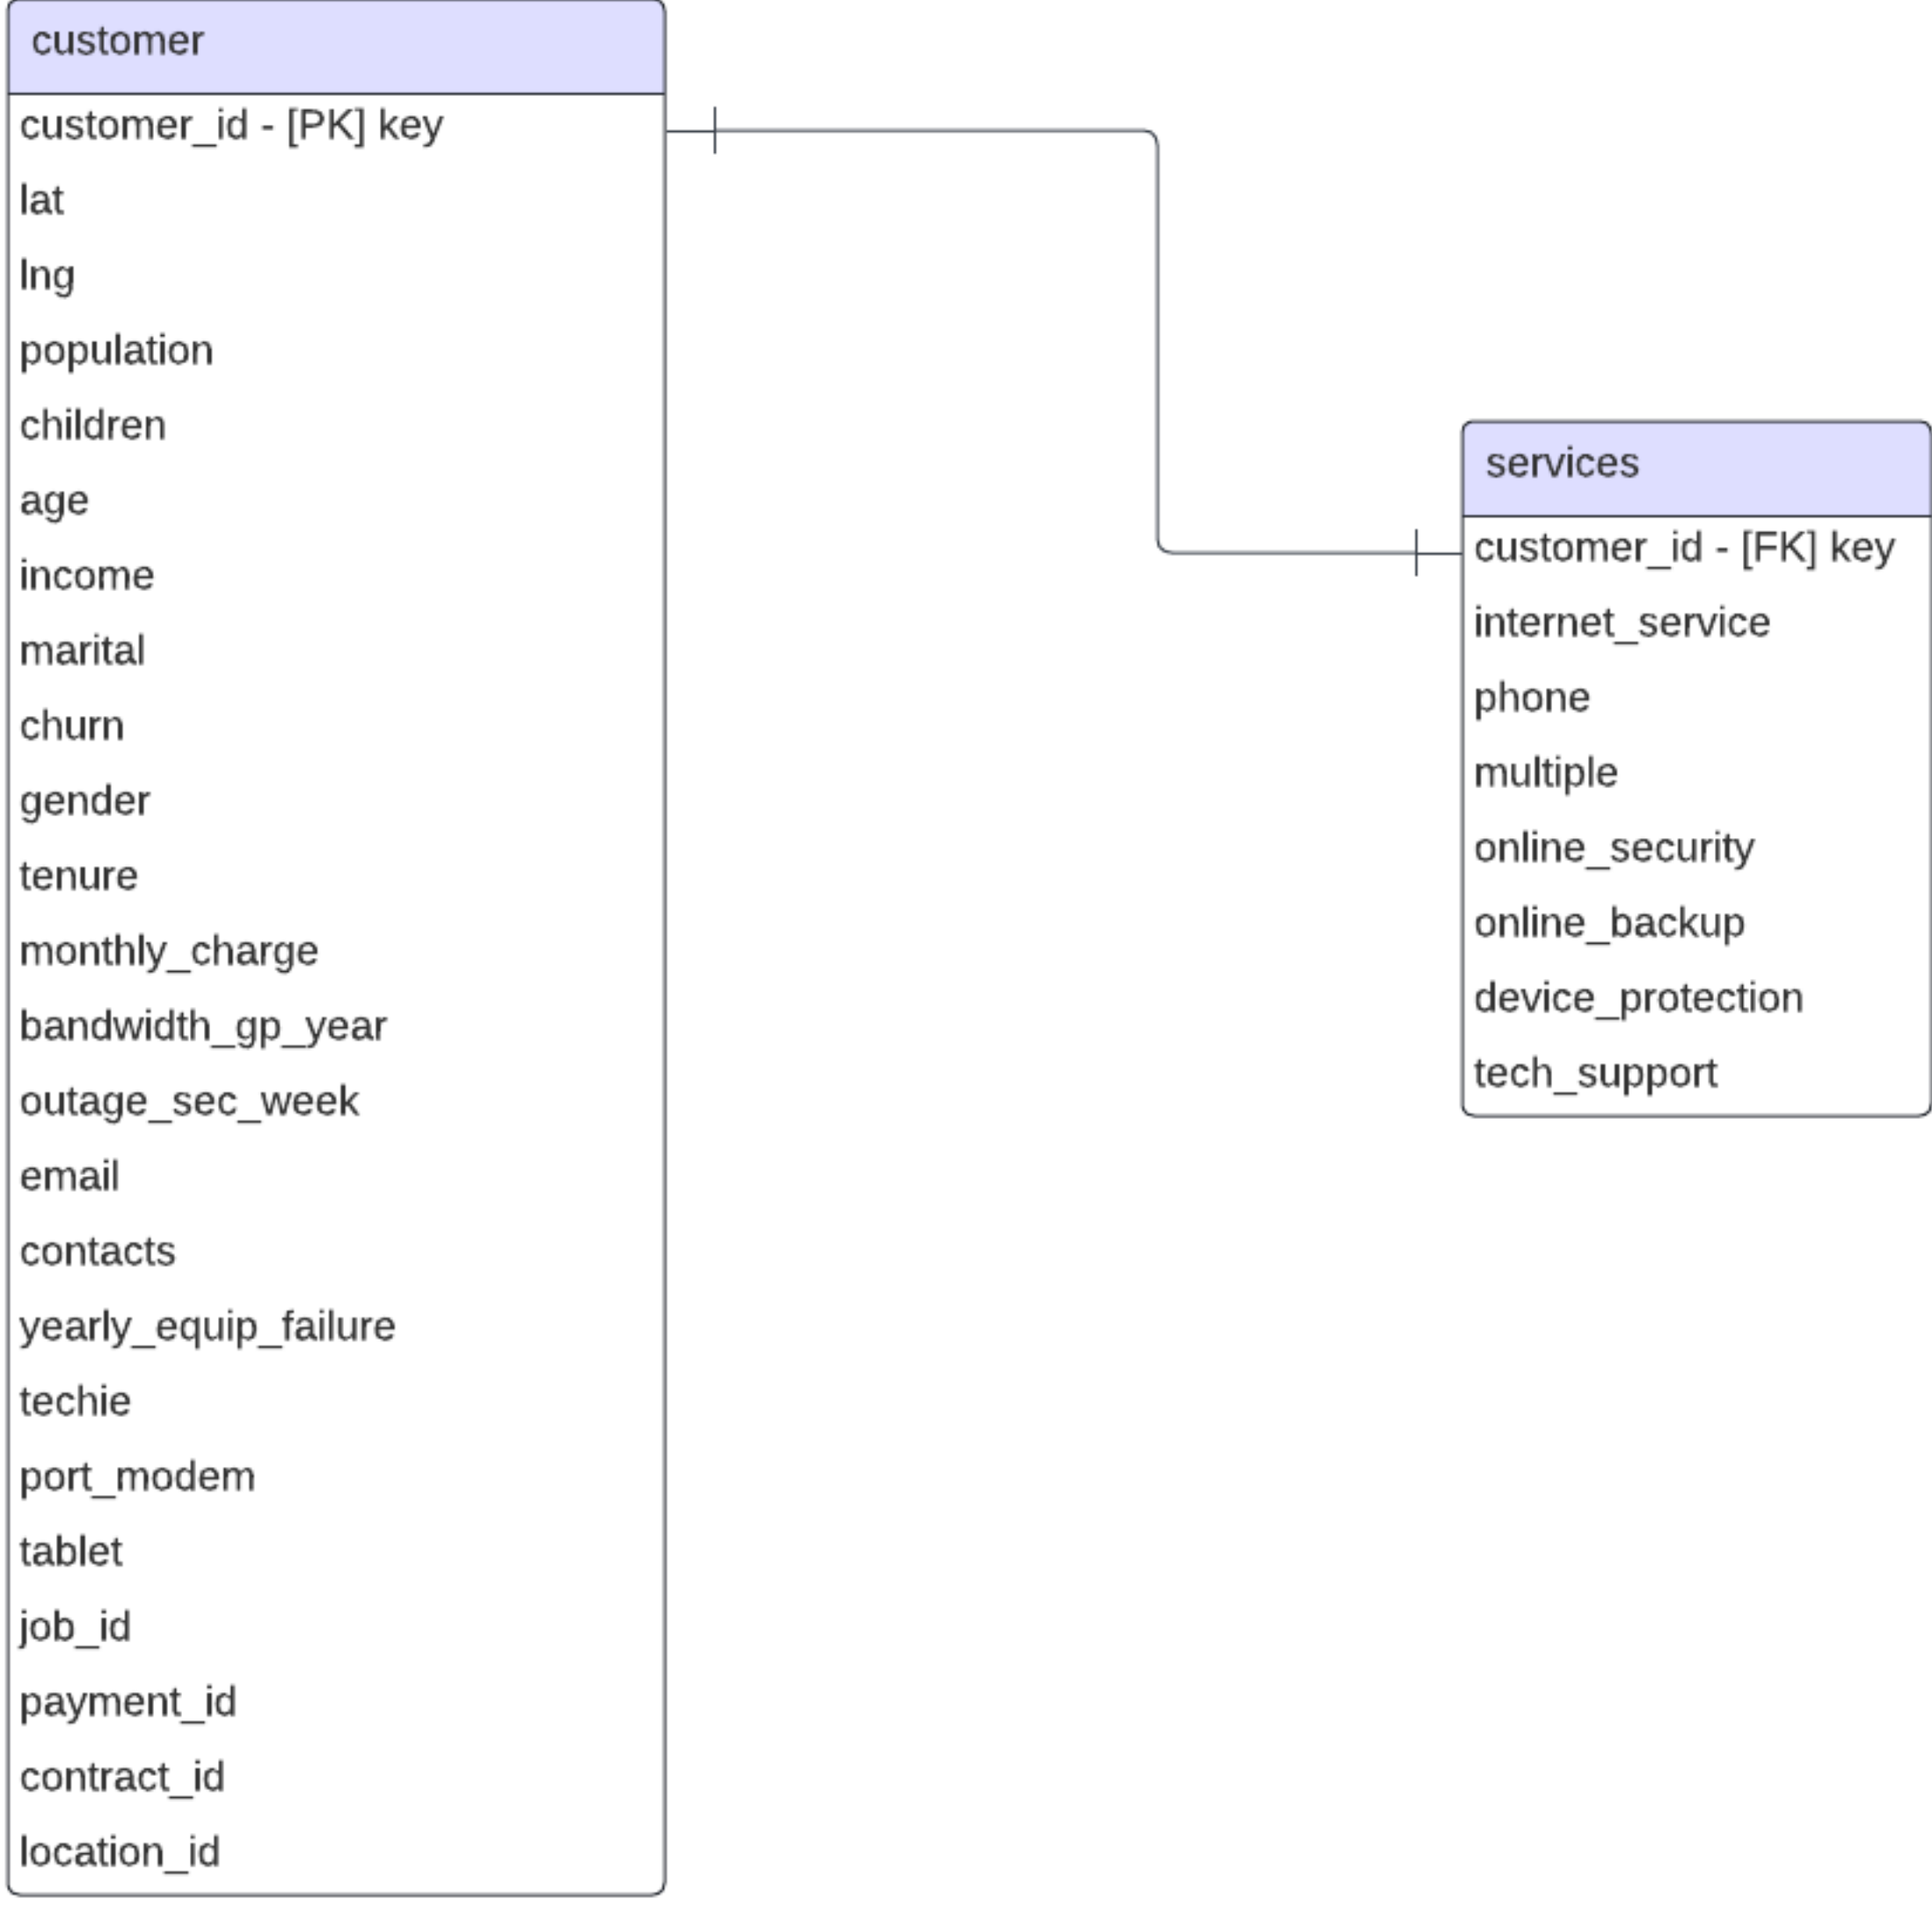 customer
customer_id - [PK] key
lat
lng
population
children
age
income
marital
churn
gender
tenure
monthly_charge
bandwidth_gp_year
outage_sec_week
email
contacts
yearly_equip_failure
techie
port_modem
tablet
job_id
payment_id
contract_id
location_id
services
customer_id - [FK] key
internet_service
phone
multiple
online_security
online_backup
device_protection
tech_support